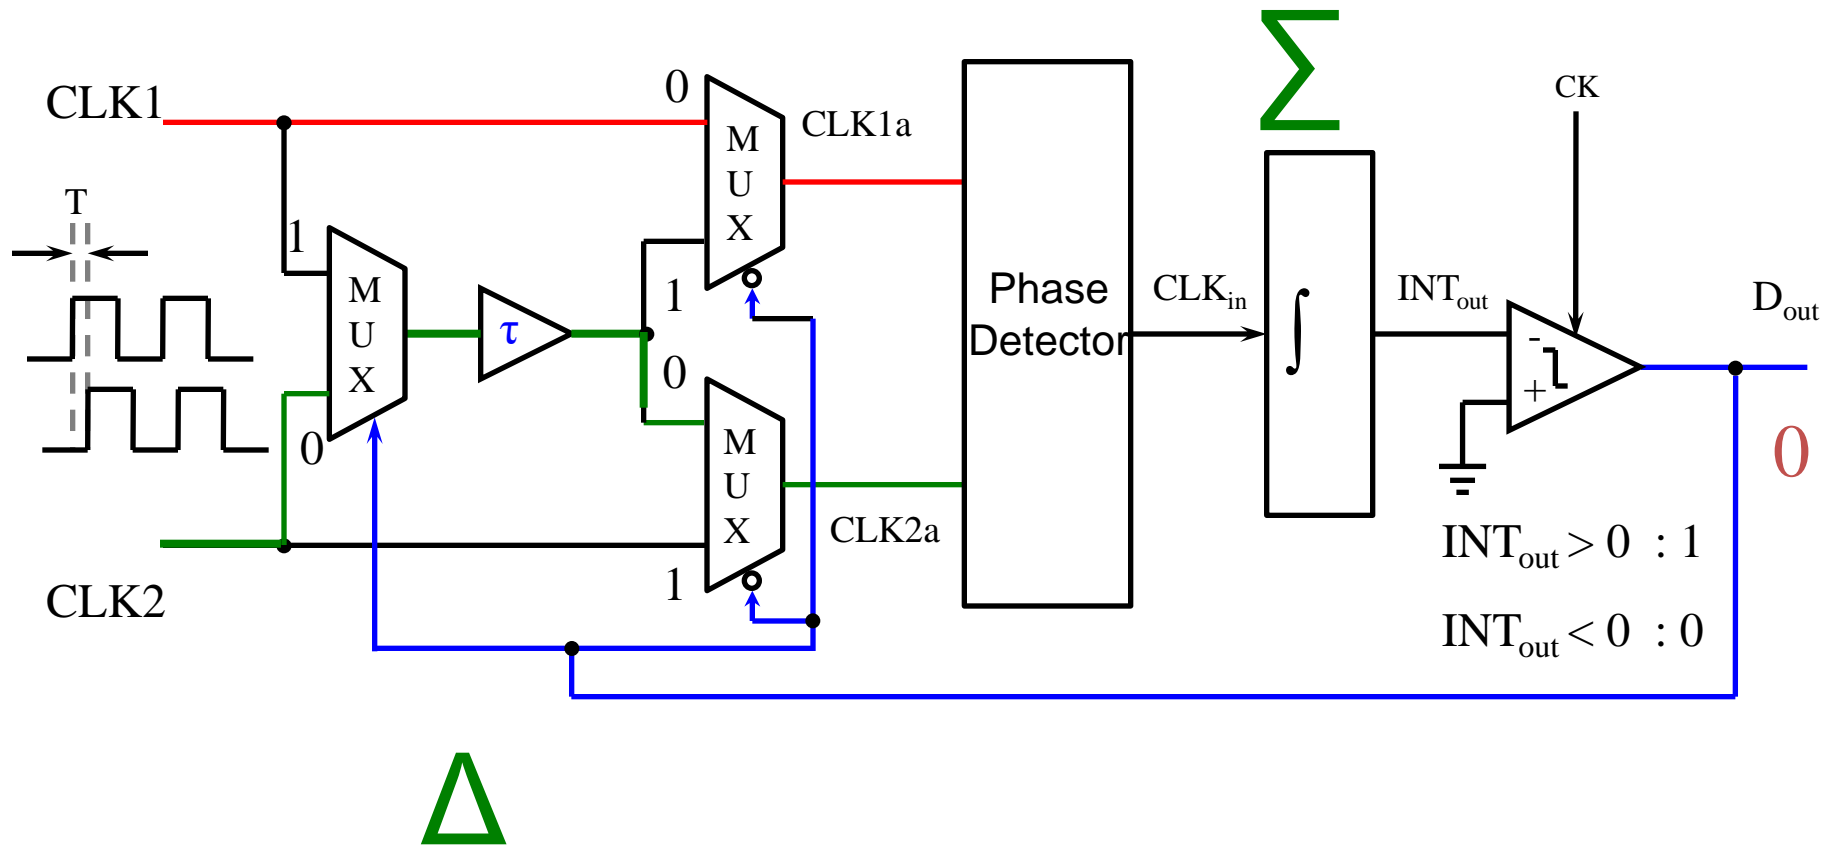 Σ
CK
CLK1
0
M
U
X
CLK1a
T
1
M
U
X
0
τ
1
0
M
U
X
1
CLK2a
CLK2
Phase
Detector
CLKin
∫
INTout
-
+
Dout
0
INTout > 0 : 1
INTout < 0 : 0
Δ